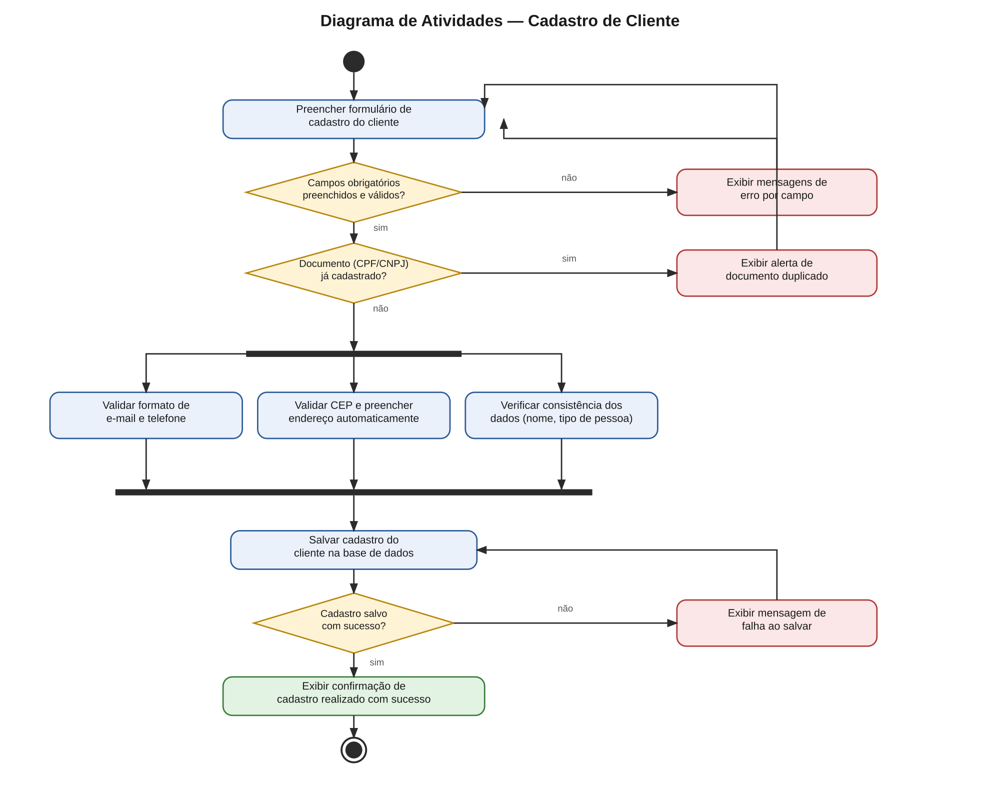 Diagrama de Atividades — Cadastro de Cliente
Preencher formulário de
cadastro do cliente
Campos obrigatórios
preenchidos e válidos?
não
Exibir mensagens de
erro por campo
sim
Documento (CPF/CNPJ)
já cadastrado?
sim
Exibir alerta de
documento duplicado
não
Validar formato de
e-mail e telefone
Validar CEP e preencher
endereço automaticamente
Verificar consistência dos
dados (nome, tipo de pessoa)
Salvar cadastro do
cliente na base de dados
Cadastro salvo
com sucesso?
não
Exibir mensagem de
falha ao salvar
sim
Exibir confirmação de
cadastro realizado com sucesso